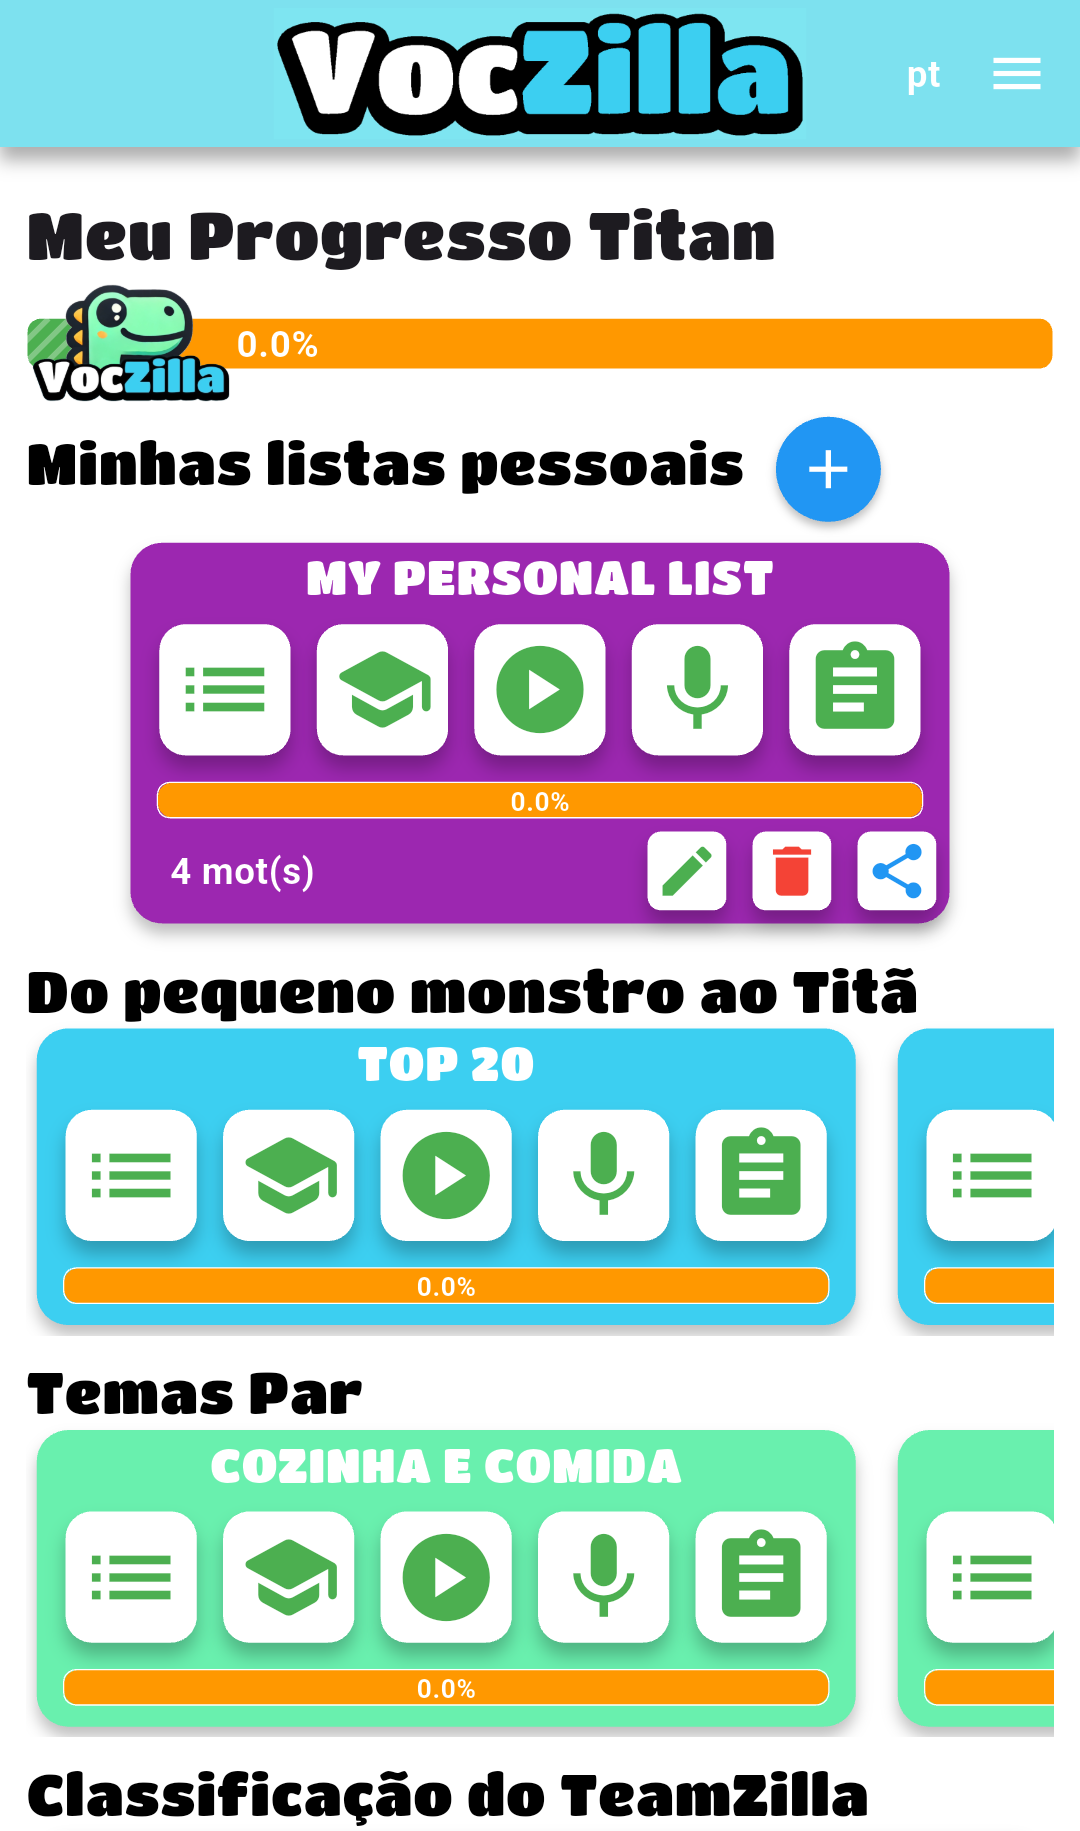 VocZilla
pt
Meu Progresso Titan
0.0%
VocZilla
Minhas listas pessoais
MY PERSONAL LIST
0.0%
4 mot(s)
Do pequeno monstro ao Titã
TOP 20
0.0%
Temas Par
COZINHA E COMIDA
0.0%
Classificação do TeamZilla